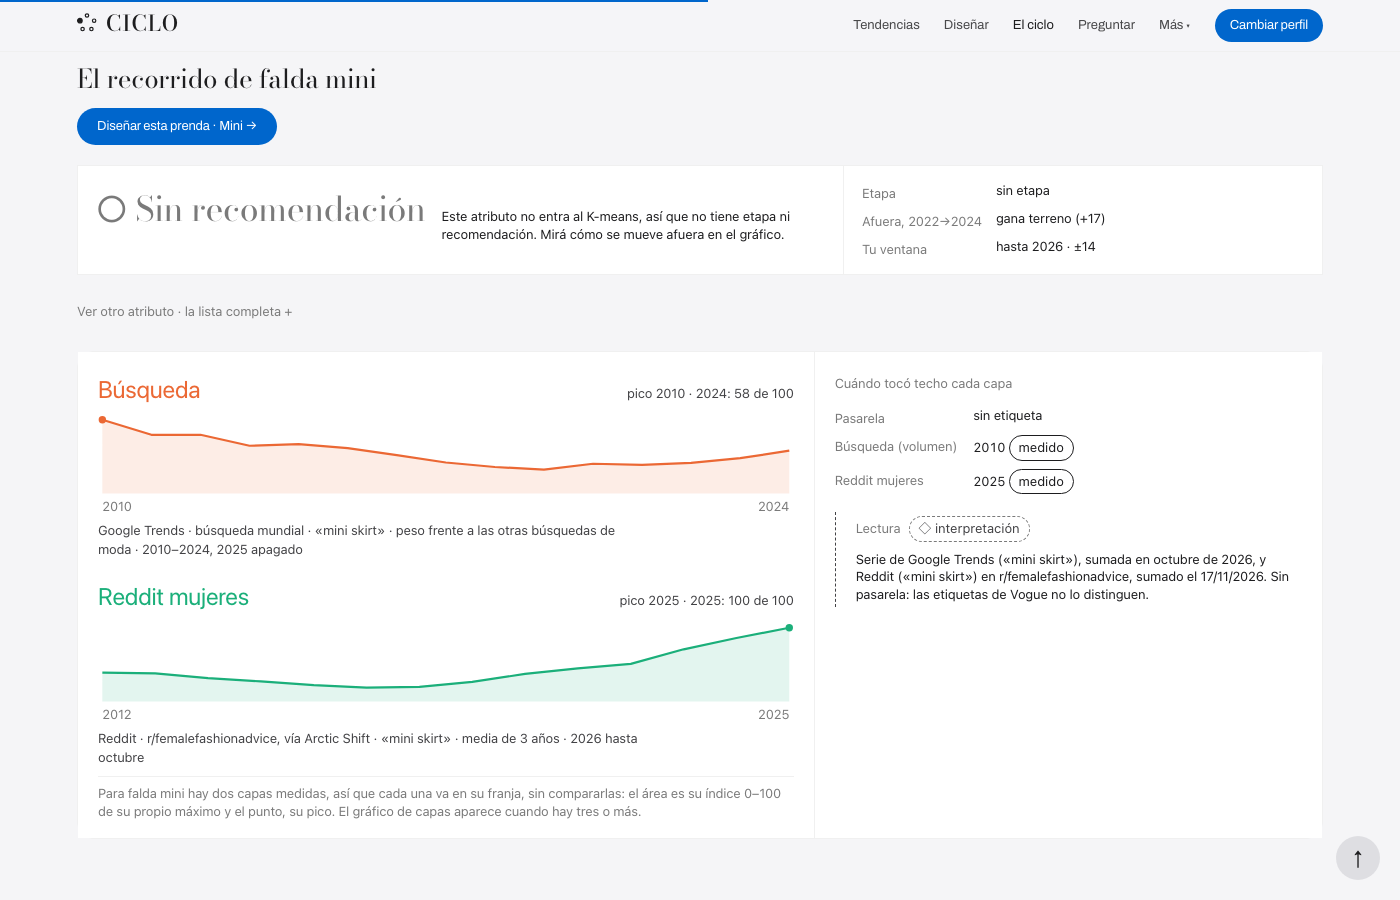 CICLO
Tendencias
Diseñar
El ciclo
Preguntar
Más
Cambiar perfil
El recorrido de falda mini
Diseñar esta prenda · Mini →
Sin recomendación
Este atributo no entra al K-means, así que no tiene etapa ni
recomendación. Mirá cómo se mueve afuera en el gráfico.
Etapa sin etapa
Afuera, 2022→2024 gana terreno (+17)
Tu ventana hasta 2026 · ±14
Ver otro atributo · la lista completa +
Búsqueda
pico 2010 · 2024: 58 de 100
2010 2024
Google Trends · búsqueda mundial · «mini skirt» · peso frente a las otras búsquedas de
moda · 2010–2024, 2025 apagado
Reddit mujeres
pico 2025 · 2025: 100 de 100
2012 2025
Reddit · r/femalefashionadvice, vía Arctic Shift · «mini skirt» · media de 3 años · 2026 hasta
octubre
Para falda mini hay dos capas medidas, así que cada una va en su franja, sin compararlas: el área es su índice 0–100
de su propio máximo y el punto, su pico. El gráfico de capas aparece cuando hay tres o más.
Cuándo tocó techo cada capa
Pasarela sin etiqueta
Búsqueda (volumen) 2010 medido
Reddit mujeres 2025 medido
Lectura ◇ interpretación
Serie de Google Trends («mini skirt»), sumada en octubre de 2026, y
Reddit («mini skirt») en r/femalefashionadvice, sumado el 17/11/2026. Sin
pasarela: las etiquetas de Vogue no lo distinguen.
↑